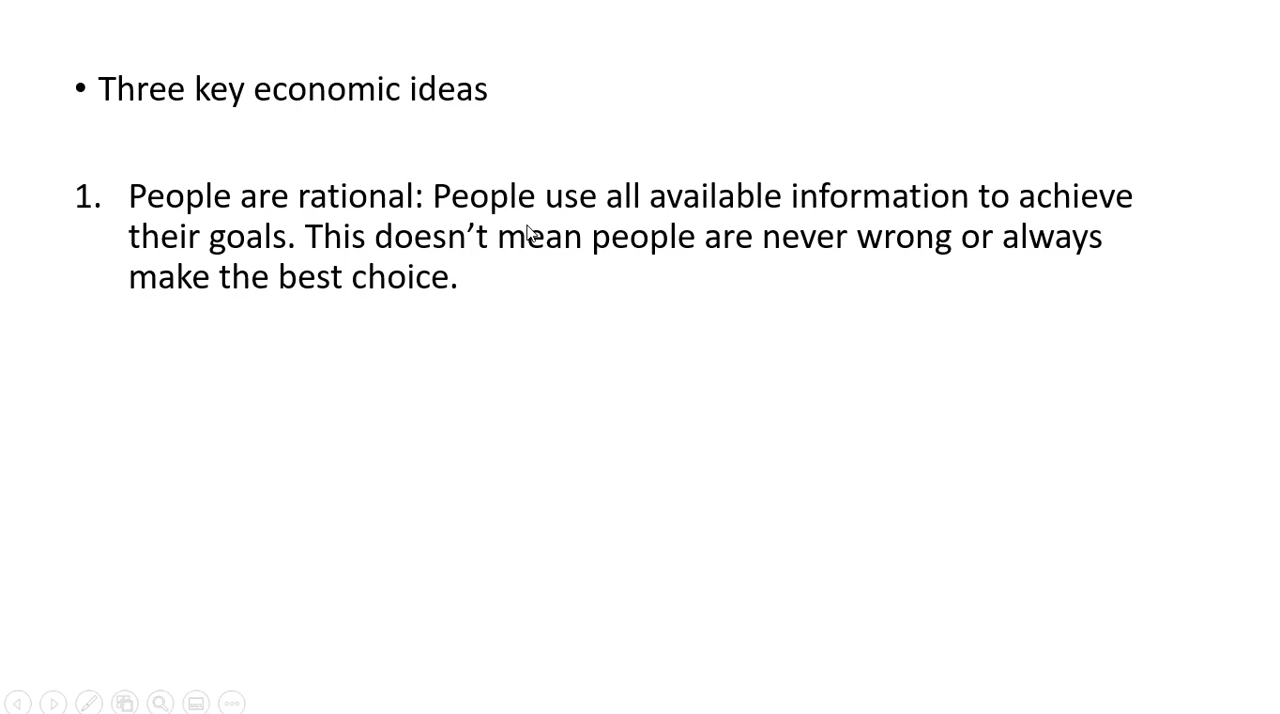 • Three key economic ideas
1. People are rational: People use all available information to achieve
their goals. This doesn’t mean people are never wrong or always
make the best choice.